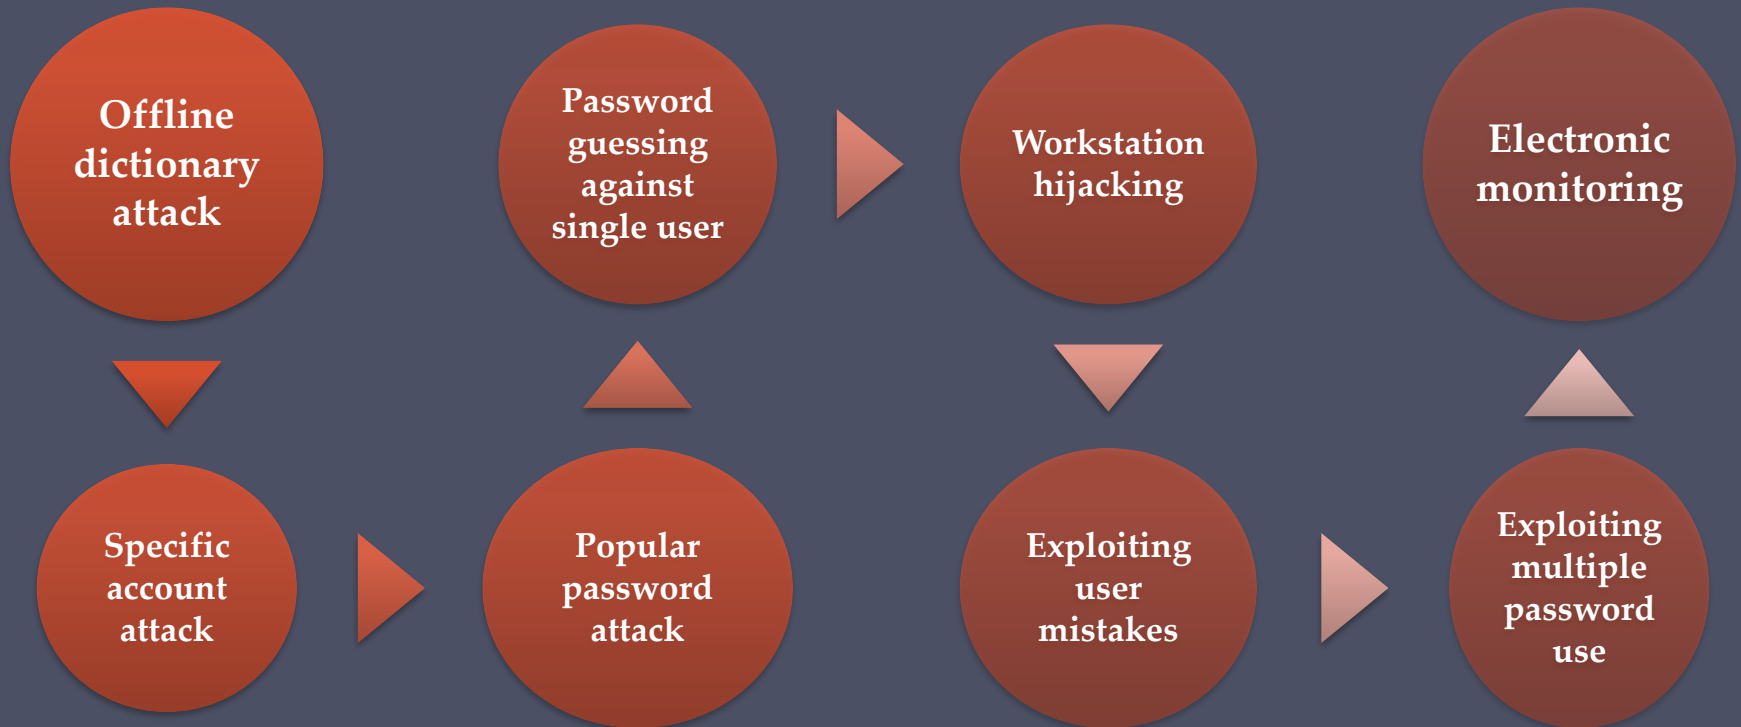 Offline
dictionary
attack
Specific
account
attack
Popular
password
attack
Password
guessing
against
single user
Workstation
hijacking
Exploiting
user
mistakes
Exploiting
multiple
password
use
Electronic
monitoring